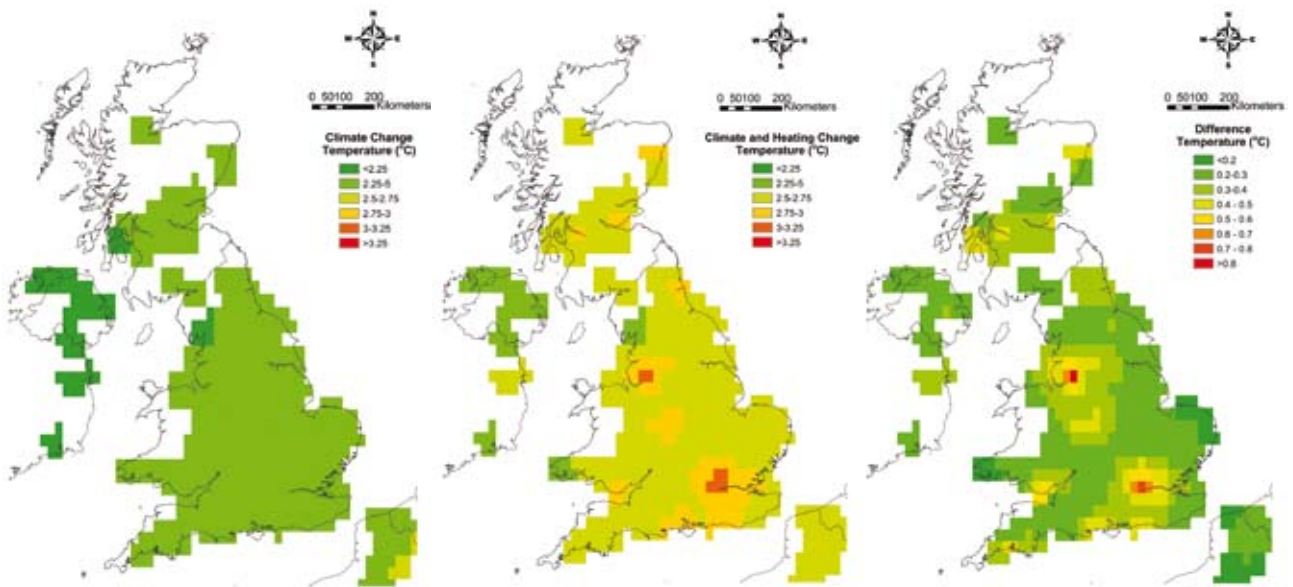 N
W E
S
0 50100 200
Kilometers
Climate Change
Temperature (°C)
<2.25
2.25-5
2.5-2.75
2.75-3
3-3.25
>3.25
N
W E
S
0 50100 200
Kilometers
Climate and Heating Change
Temperature (°C)
<2.25
2.25-5
2.5-2.75
2.75-3
3-3.25
>3.25
N
W E
S
0 50100 200
Kilometers
Difference
Temperature (°C)
<0.2
0.2-0.3
0.3-0.4
0.4 - 0.5
0.5 - 0.6
0.6 - 0.7
0.7 - 0.8
>0.8